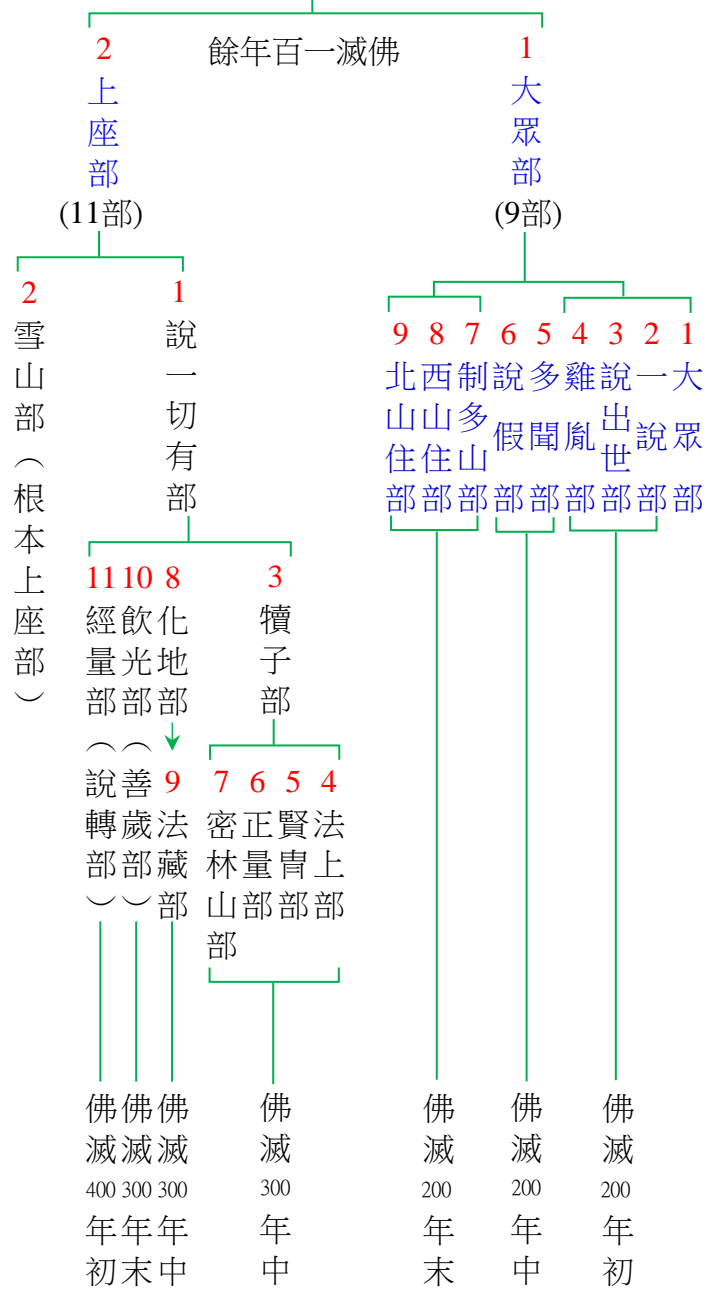 佛滅一百年餘
1
大眾部
(9部)
1
大眾部
2
一說部
3
說出世部
4
雞胤部
佛滅200年初
5
多聞部
6
說假部
佛滅200年中
7
制多山部
8
西山住部
9
北山住部
佛滅200年末
2
上座部
(11部)
1
說一切有部
3
犢子部
4
法上部
5
賢冑部
6
正量部
7
密林山部
佛滅300年中
8
化地部
9
法藏部
佛滅300年中
10
飲光部(善歲部)
佛滅300年末
11
經量部(說轉部)
佛滅400年初
2
雪山部(根本上座部)